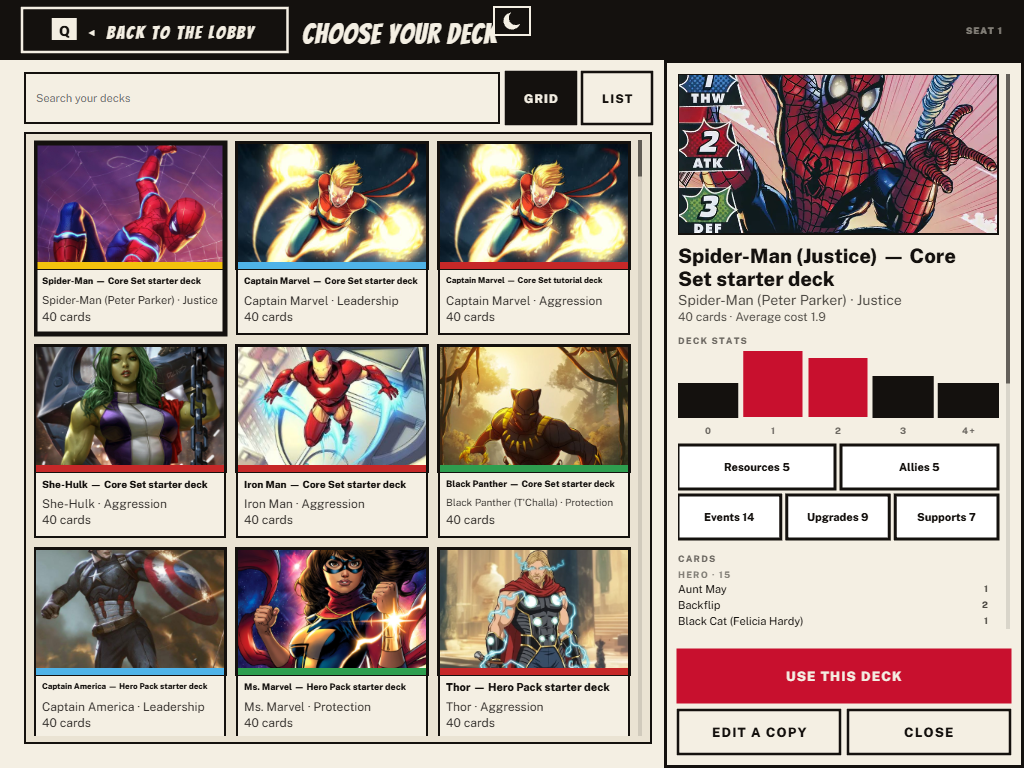 Q ◂ BACK TO THE LOBBY
CHOOSE YOUR DECK
SEAT 1
Search your decks
GRID
LIST
Spider-Man — Core Set starter deck
Spider-Man (Peter Parker) · Justice
40 cards
Captain Marvel — Core Set starter deck
Captain Marvel · Leadership
40 cards
Captain Marvel — Core Set tutorial deck
Captain Marvel · Aggression
40 cards
She-Hulk — Core Set starter deck
She-Hulk · Aggression
40 cards
Iron Man — Core Set starter deck
Iron Man · Aggression
40 cards
Black Panther — Core Set starter deck
Black Panther (T'Challa) · Protection
40 cards
Captain America — Hero Pack starter deck
Captain America · Leadership
40 cards
Ms. Marvel — Hero Pack starter deck
Ms. Marvel · Protection
40 cards
Thor — Hero Pack starter deck
Thor · Aggression
40 cards
1
THW
2
ATK
3
DEF
Spider-Man (Justice) — Core
Set starter deck
Spider-Man (Peter Parker) · Justice
40 cards · Average cost 1.9
DECK STATS
0 1 2 3 4+
Resources 5
Allies 5
Events 14
Upgrades 9
Supports 7
CARDS
HERO · 15
Aunt May 1
Backflip 2
Black Cat (Felicia Hardy) 1
USE THIS DECK
EDIT A COPY
CLOSE